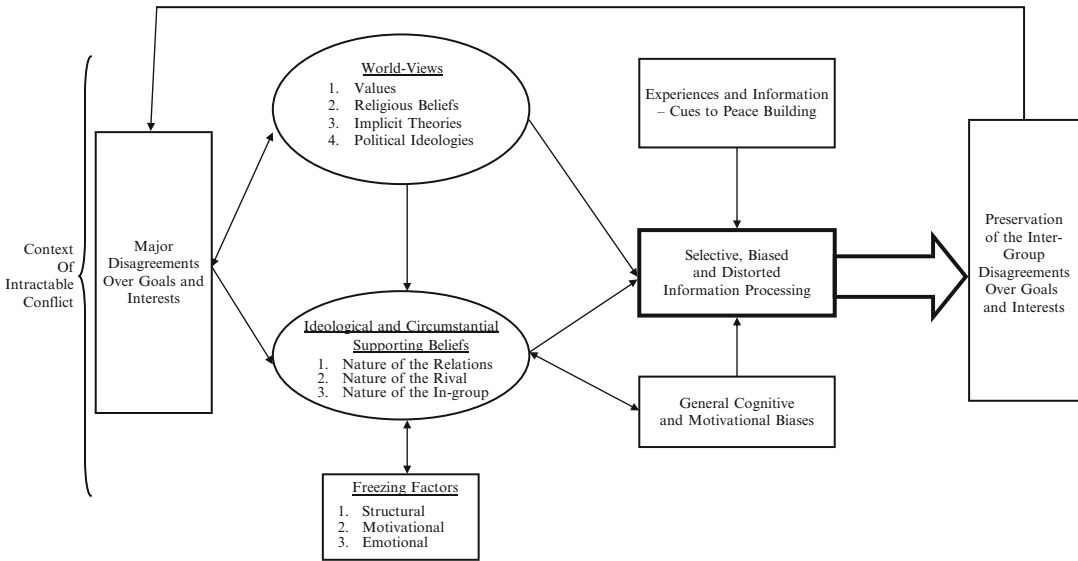 Context
Of
Intractable
Conflict
Major
Disagreements
Over Goals and
Interests
World-Views
1. Values
2. Religious Beliefs
3. Implicit Theories
4. Political Ideologies
Ideological and Circumstantial
Supporting Beliefs
1. Nature of the Relations
2. Nature of the Rival
3. Nature of the In-group
Freezing Factors
1. Structural
2. Motivational
3. Emotional
Experiences and Information
– Cues to Peace Building
Selective, Biased
and Distorted
Information Processing
General Cognitive
and Motivational Biases
Preservation
of the Inter-
Group
Disagreements
Over Goals
and Interests